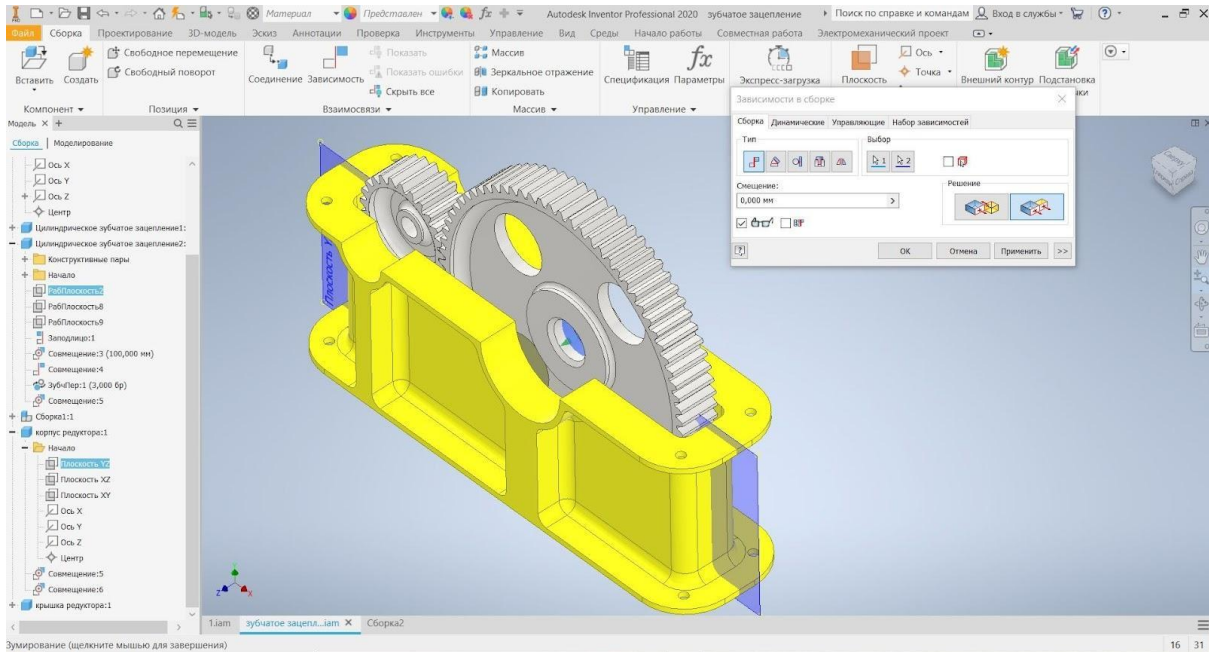 Материал
Представлен
fx
Autodesk Inventor Professional 2020 зубчатое зацепление
Поиск по справке и командам
Вход в службы
Файл Сборка Проектирование 3D-модель Эскиз Аннотации Проверка Инструменты Управление Вид Среды Начало работы Совместная работа Электромеханический проект
Вставить Создать
Свободное перемещение
Свободный поворот
Соединение Зависимость
Показать
Показать ошибки
Скрыть все
Массив
Зеркальное отражение
Копировать
Спецификация
fx
Параметры
Экспресс-загрузка
Плоскость
Ось
Точка
Внешний контур
Подстановка
Компонент Позиция Взаимосвязи Массив Управление
Модель
Сборка Моделирование
Ось X
Ось Y
Ось Z
Центр
Цилиндрическое зубчатое зацепление1:
Цилиндрическое зубчатое зацепление2:
Конструктивные пары
Начало
РабПлоскость2
РабПлоскость8
РабПлоскость9
Заподлицо:1
Совмещение:3 (100,000 мм)
Совмещение:4
ЗубчПер:1 (3,000 бр)
Совмещение:5
Сборка1:1
корпус редуктора:1
Начало
Плоскость YZ
Плоскость XZ
Плоскость XY
Ось X
Ось Y
Ось Z
Центр
Совмещение:5
Совмещение:6
крышка редуктора:1
Плоскость Y
Зависимости в сборке
Сборка Динамические Управляющие Набор зависимостей
Тип
Выбор
1 2
Смещение:
0,000 мм
Решение
ОК Отмена Применить >>
Z X
1.iam зубчатое зацепл...iam Сборка2
Зумирование (щелкните мышью для завершения)
16 31